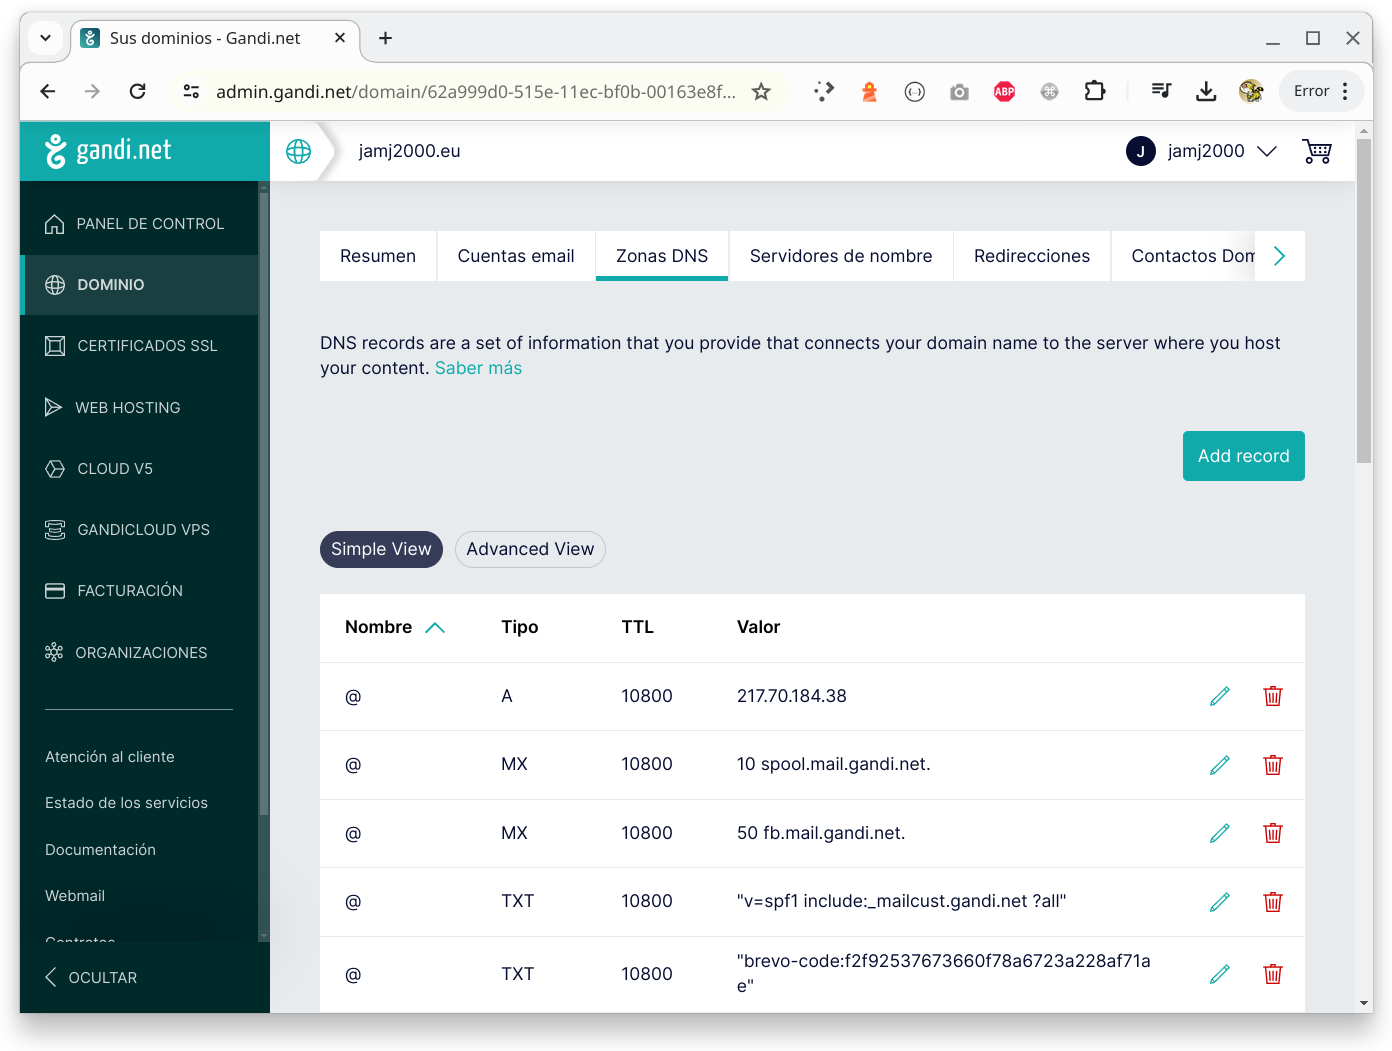 Sus dominios - Gandi.net
admin.gandi.net/domain/62a999d0-515e-11ec-bf0b-00163e8f...
ABP
Error
gandi.net
jamj2000.eu
J
jamj2000
PANEL DE CONTROL
DOMINIO
CERTIFICADOS SSL
WEB HOSTING
CLOUD V5
GANDICLOUD VPS
FACTURACIÓN
ORGANIZACIONES
Atención al cliente
Estado de los servicios
Documentación
Webmail
Contratos
OCULTAR
Resumen
Cuentas email
Zonas DNS
Servidores de nombre
Redirecciones
Contactos Dom
DNS records are a set of information that you provide that connects your domain name to the server where you host
your content. Saber más
Add record
Simple View
Advanced View
Nombre Tipo TTL Valor
@ A 10800 217.70.184.38
@ MX 10800 10 spool.mail.gandi.net.
@ MX 10800 50 fb.mail.gandi.net.
@ TXT 10800 "v=spf1 include:_mailcust.gandi.net ?all"
@ TXT 10800 "brevo-code:f2f92537673660f78a6723a228af71a
e"